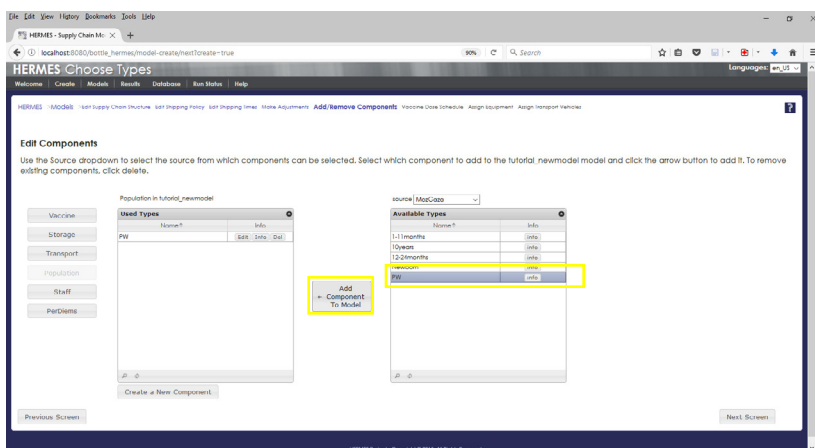 File Edit View History Bookmarks Tools Help
HERMES - Supply Chain Mo
localhost:8080/bottle_hermes/model-create/next?create=true
90%
Search
HERMES Choose Types
Languages: en_US
Welcome Create Models Results Database Run Status Help
HERMES Models Edit Supply Chain Structure Edit Shipping Policy Edit Shipping Times Make Adjustments Add/Remove Components Vaccine Dose Schedule Assign Equipment Assign Transport Vehicles
?
Edit Components
Use the Source dropdown to select the source from which components can be selected. Select which component to add to the tutorial_newmodel model and click the arrow button to add it. To remove
existing components, click delete.
Population in tutorial_newmodel
source MozGaza
Vaccine
Storage
Transport
Population
Staff
PerDiems
Used Types
Name Info
PW Edit Info Del
Add
Component
To Model
Available Types
Name Info
1-11months Info
10years Info
12-24months Info
Newborn Info
PW Info
Create a New Component
Previous Screen
Next Screen